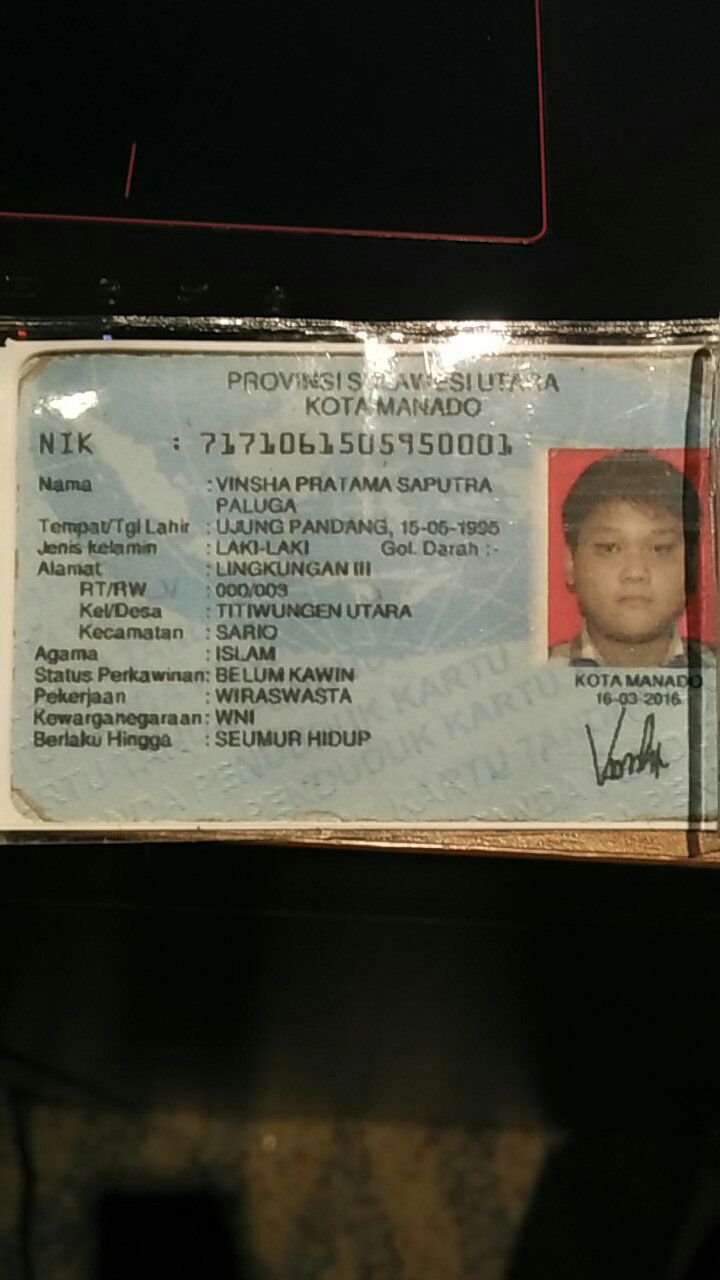 PROVINSI SULAWESI UTARA
KOTA MANADO
NIK : 7171061505950001
Nama : VINSHA PRATAMA SAPUTRA
PALUGA
Tempat/Tgl Lahir : UJUNG PANDANG, 15-05-1995
Jenis kelamin : LAKI-LAKI Gol. Darah :-
Alamat : LINGKUNGAN III
RT/RW : 000/003
Kel/Desa : TITIWUNGEN UTARA
Kecamatan : SARIO
Agama : ISLAM
Status Perkawinan: BELUM KAWIN
Pekerjaan : WIRASWASTA
Kewarganegaraan: WNI
Berlaku Hingga : SEUMUR HIDUP
KOTA MANADO
16-03-2016